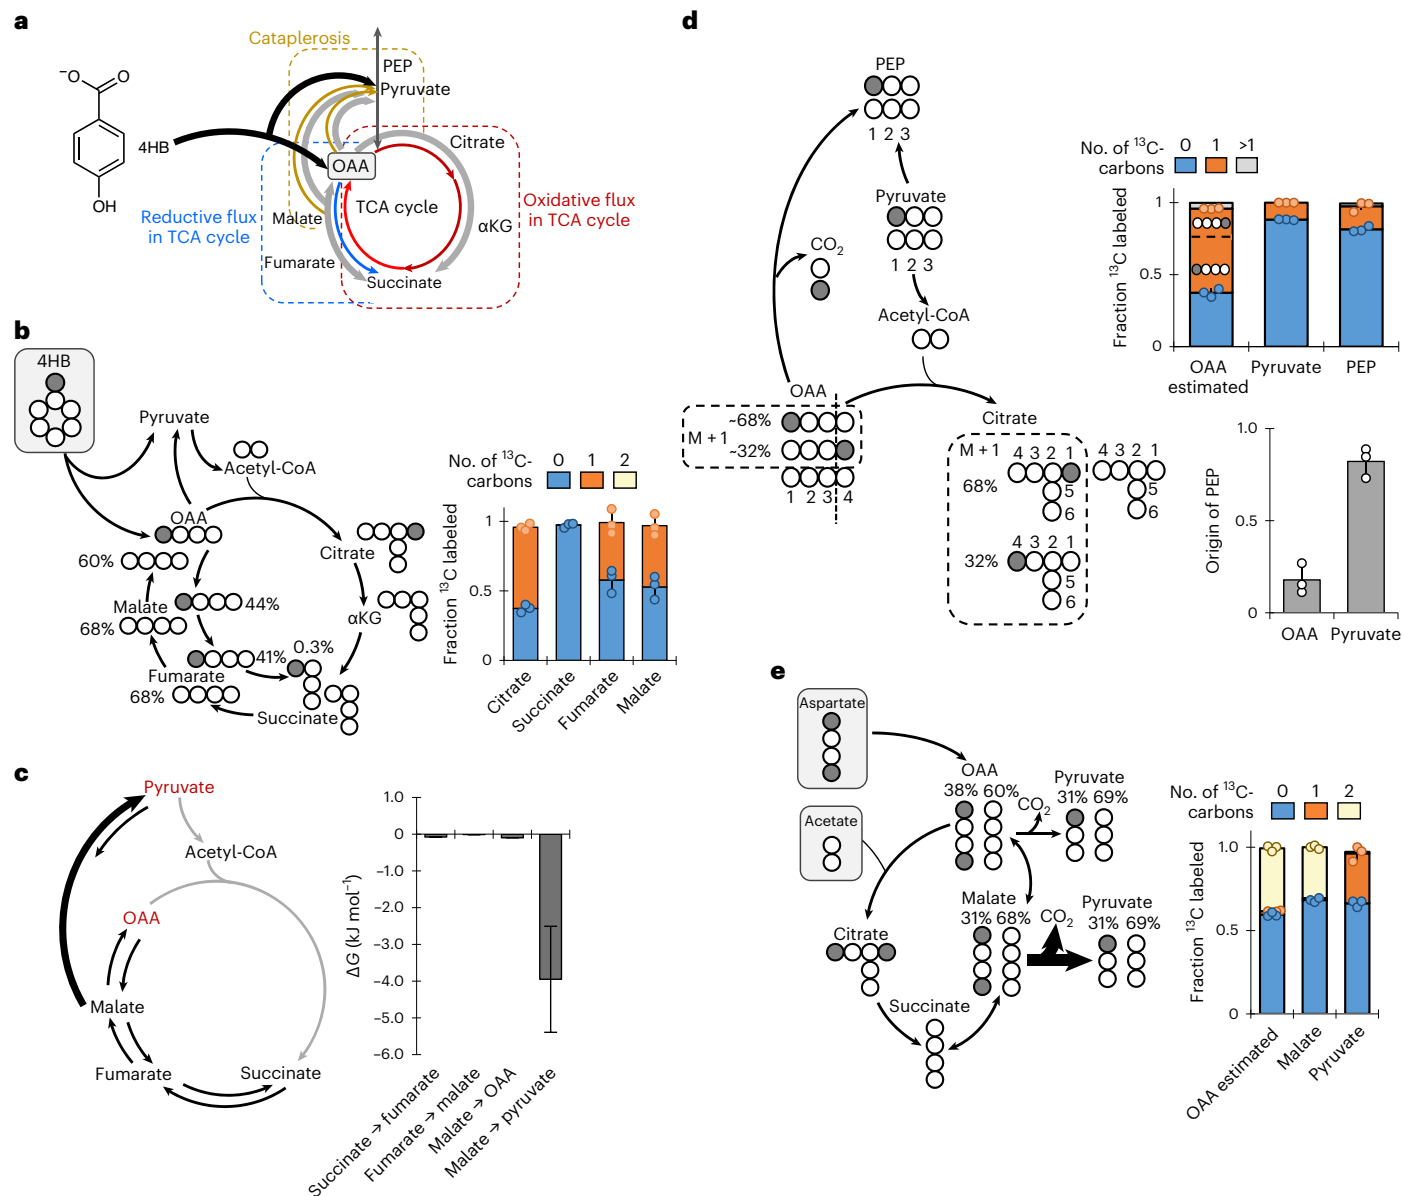 a
Cataplerosis
PEP
Pyruvate
⁻O
O
4HB
OH
OAA
Citrate
TCA cycle
Reductive flux
in TCA cycle
Oxidative flux
in TCA cycle
Malate
αKG
Fumarate
Succinate
b
4HB
Pyruvate
Acetyl-CoA
OAA
60%
Citrate
Malate
44%
68%
αKG
41%
0.3%
Fumarate
68%
Succinate
No. of ¹³C-
carbons
0 1 2
Fraction ¹³C labeled
1
0.5
0
Citrate
Succinate
Fumarate
Malate
c
Pyruvate
Acetyl-CoA
OAA
Malate
Fumarate
Succinate
ΔG (kJ mol⁻¹)
1.0
0
–1.0
–2.0
–3.0
–4.0
–5.0
–6.0
Succinate → fumarate
Fumarate → malate
Malate → OAA
Malate → pyruvate
d
PEP
1 2 3
Pyruvate
1 2 3
CO₂
Acetyl-CoA
OAA
M + 1
~68%
~32%
1 2 3 4
Citrate
M + 1
4 3 2 1
68%
5
6
4 3 2 1
5
6
4 3 2 1
32%
5
6
No. of ¹³C-
carbons
0 1 >1
Fraction ¹³C labeled
1
0.5
0
OAA
estimated
Pyruvate
PEP
Origin of PEP
1.0
0.5
0
OAA
Pyruvate
e
Aspartate
OAA
38% 60%
CO₂
Pyruvate
31% 69%
Acetate
Malate
31% 68%
CO₂
Pyruvate
31% 69%
Citrate
Succinate
No. of ¹³C-
carbons
0 1 2
Fraction ¹³C labeled
1.0
0.5
0
OAA estimated
Malate
Pyruvate